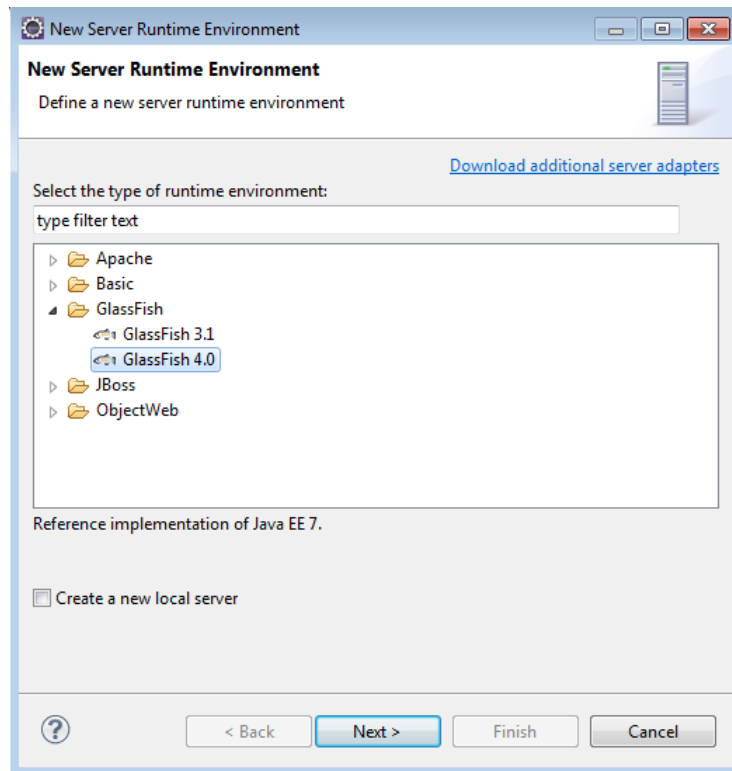 New Server Runtime Environment
New Server Runtime Environment
Define a new server runtime environment
Download additional server adapters
Select the type of runtime environment:
type filter text
Apache
Basic
GlassFish
GlassFish 3.1
GlassFish 4.0
JBoss
ObjectWeb
Reference implementation of Java EE 7.
Create a new local server
? < Back Next > Finish Cancel